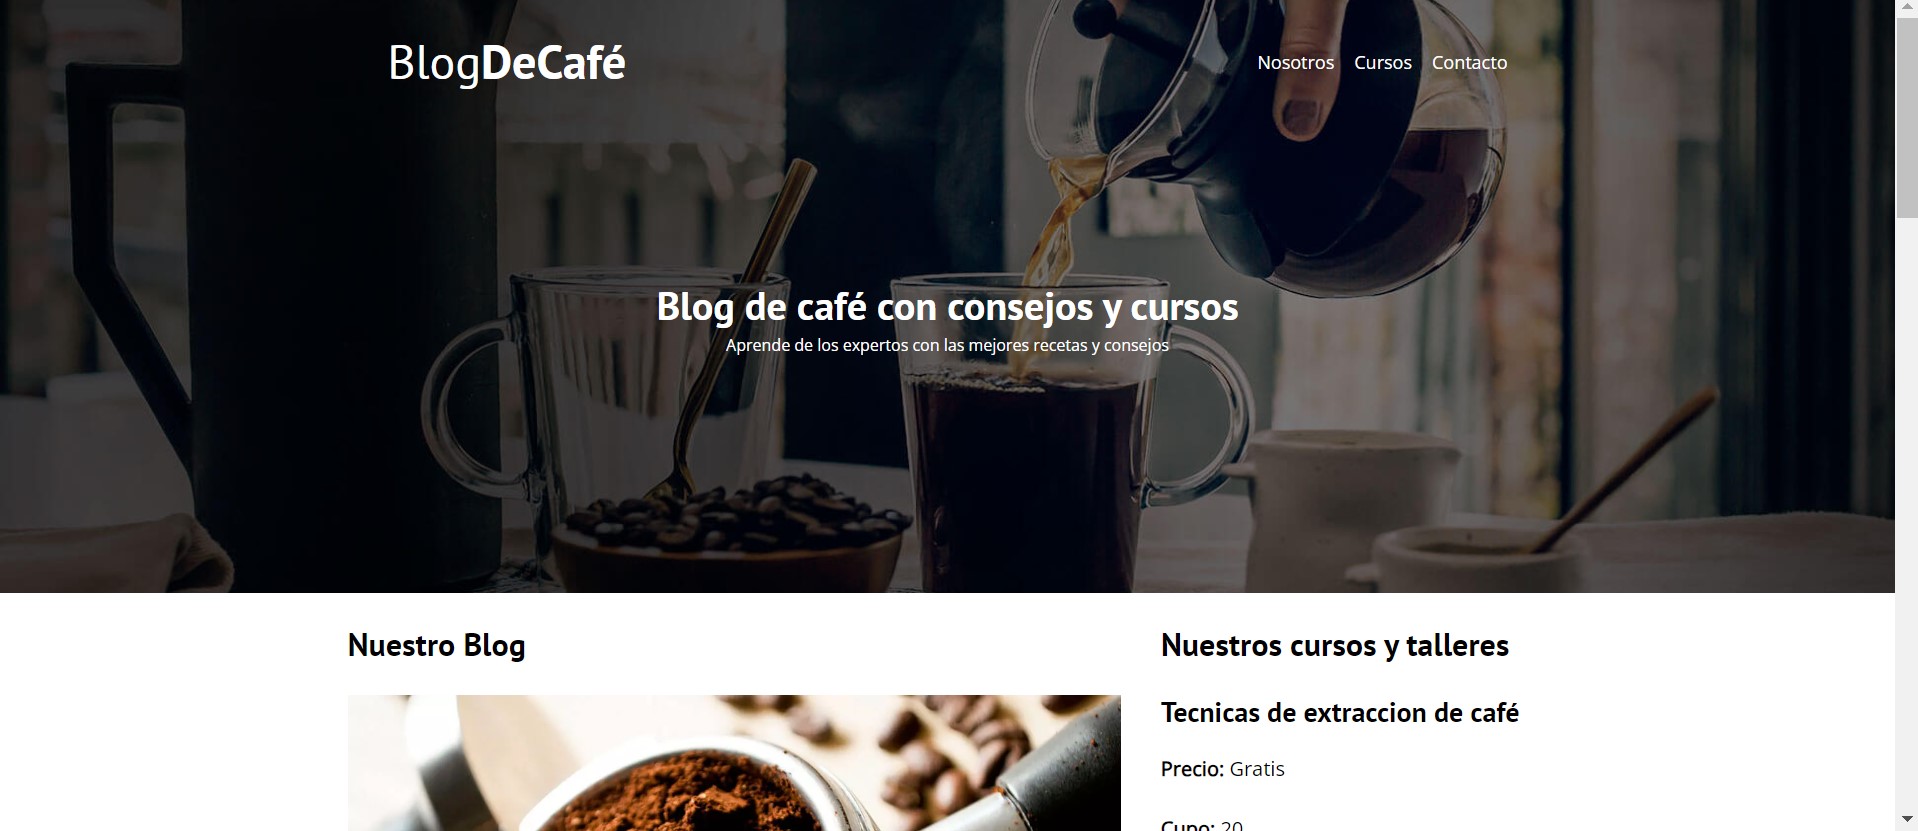 BlogDeCafé
Nosotros Cursos Contacto
Blog de café con consejos y cursos
Aprende de los expertos con las mejores recetas y consejos
Nuestro Blog
Nuestros cursos y talleres
Tecnicas de extraccion de café
Precio: Gratis
Cupo: 20